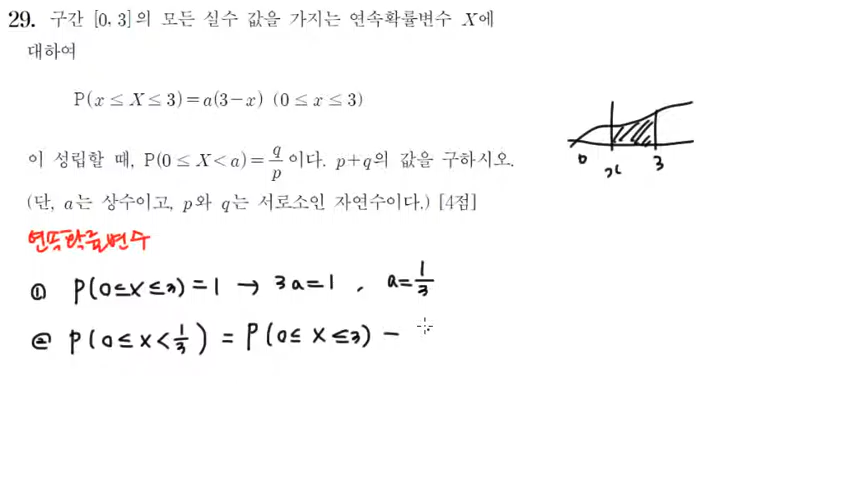 29. 구간 [0, 3]의 모든 실수 값을 가지는 연속확률변수 X에
대하여
P(x ≤ X ≤ 3) = a(3−x) (0 ≤ x ≤ 3)
이 성립할 때, P(0 ≤ X < a) = q/p이다. p+q의 값을 구하시오.
(단, a는 상수이고, p와 q는 서로소인 자연수이다.) [4점]
0 x 3
연속확률변수
① P(0≤X≤3) = 1 → 3a=1, a=1/3
② P(0≤X<1/3) = P(0≤X≤3) −